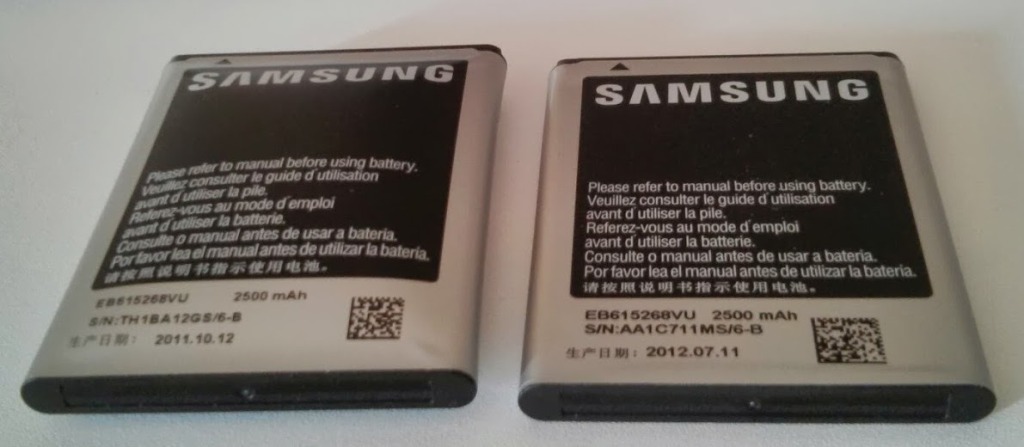 SAMSUNG
Please refer to manual before using battery.
Veuillez consulter le guide d'utilisation
avant d'utiliser la pile.
Referez-vous au mode d'emploi
avant d'utiliser la batterie.
Consulte o manual antes de usar a bateria.
Por favor lea el manual antes de utilizar la batería.
请按照说明书指示使用电池。
EB615268VU 2500 mAh
S/N:TH1BA12GS/6-B
生产日期: 2011.10.12
SAMSUNG
Please refer to manual before using battery.
Veuillez consulter le guide d'utilisation
avant d'utiliser la pile.
Referez-vous au mode d'emploi
avant d'utiliser la batterie.
Consulte o manual antes de usar a bateria.
Por favor lea el manual antes de utilizar la batería.
请按照说明书指示使用电池。
EB615268VU 2500 mAh
S/N:AA1C711MS/6-B
生产日期: 2012.07.11